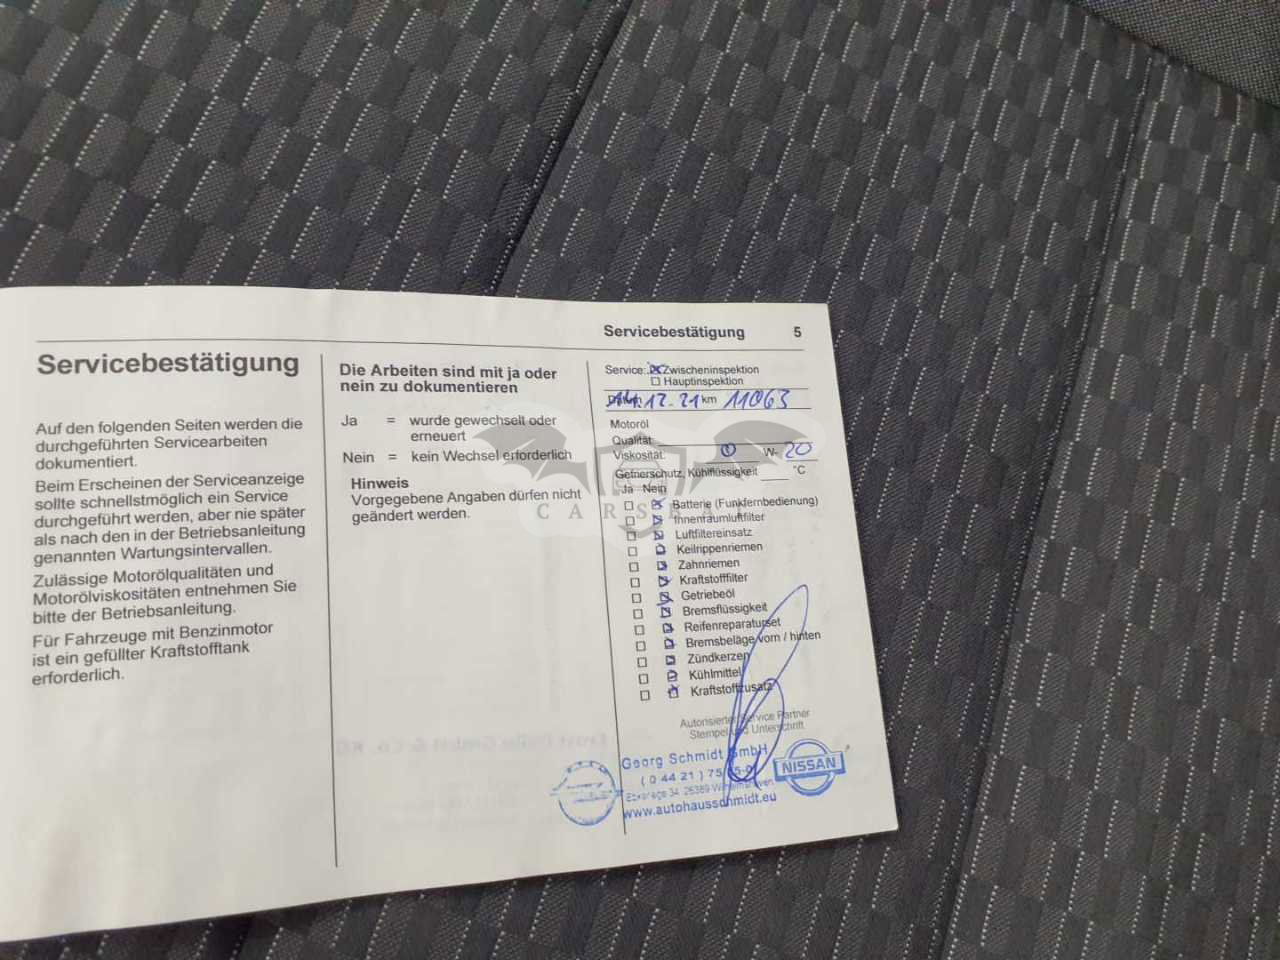 Servicebestätigung 5
Servicebestätigung
Auf den folgenden Seiten werden die
durchgeführten Servicearbeiten
dokumentiert.
Beim Erscheinen der Serviceanzeige
sollte schnellstmöglich ein Service
durchgeführt werden, aber nie später
als nach den in der Betriebsanleitung
genannten Wartungsintervallen.
Zulässige Motorölqualitäten und
Motorölviskositäten entnehmen Sie
bitte der Betriebsanleitung.
Für Fahrzeuge mit Benzinmotor
ist ein gefüllter Kraftstofftank
erforderlich.
Die Arbeiten sind mit ja oder
nein zu dokumentieren
Ja = wurde gewechselt oder
erneuert
Nein = kein Wechsel erforderlich
Hinweis
Vorgegebene Angaben dürfen nicht
geändert werden.
Service: Zwischeninspektion
Hauptinspektion
Datum 14.12.21 km 11063
Motoröl
Qualität:
Viskosität: 0 W- 20
Gefrierschutz, Kühlflüssigkeit °C
Ja Nein
Batterie (Funkfernbedienung)
Innenraumluftfilter
Luftfiltereinsatz
Keilrippenriemen
Zahnriemen
Kraftstofffilter
Getriebeöl
Bremsflüssigkeit
Reifenreparaturset
Bremsbeläge vorn / hinten
Zündkerzen
Kühlmittel
Kraftstoffzusatz
Autorisierter Service Partner
Stempel und Unterschrift
Georg Schmidt GmbH
(0 44 21) 75
Wilhelmshaven
www.autohausschmidt.eu
NISSAN